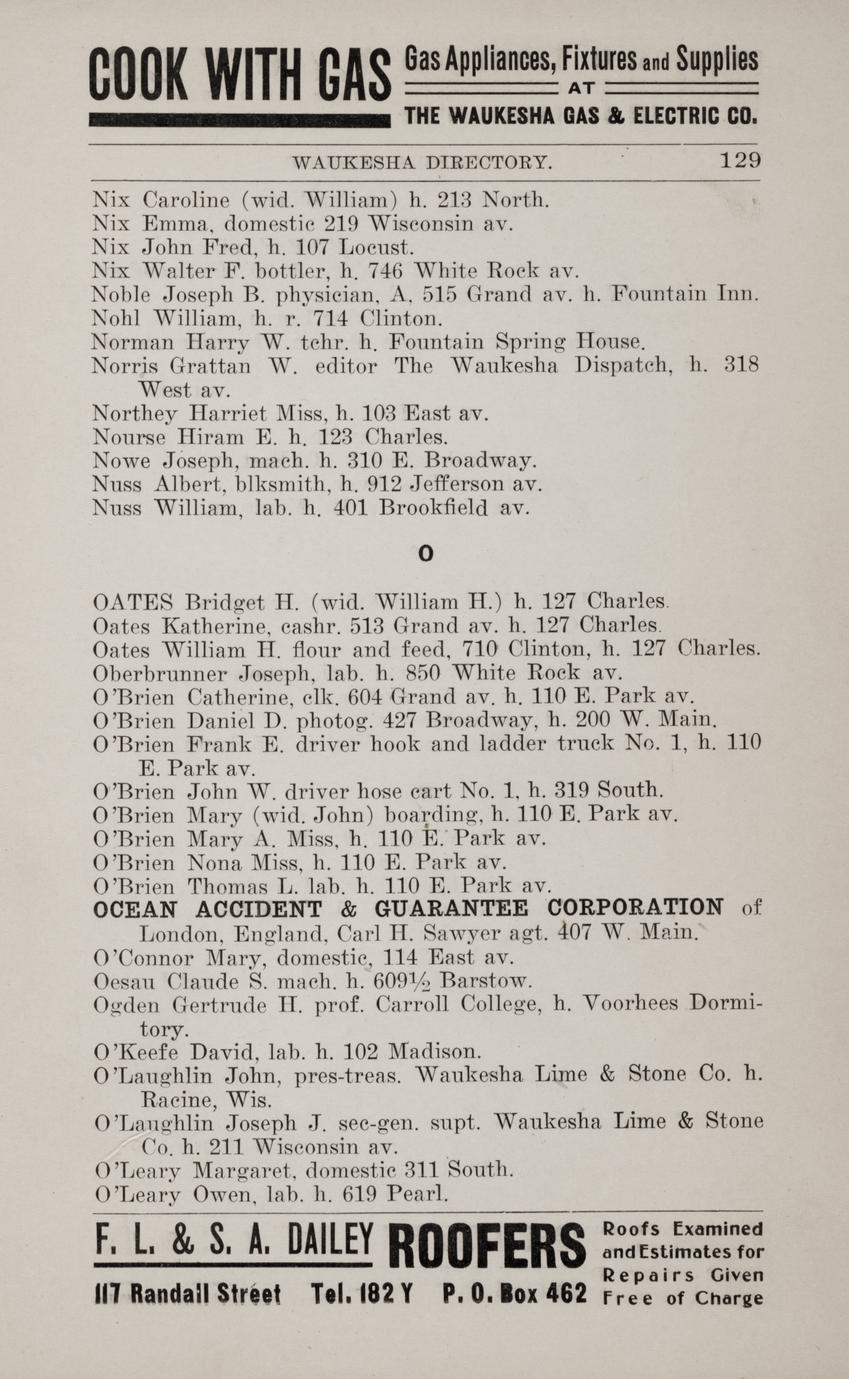 COOK WITH GAS
Gas Appliances, Fixtures and Supplies
AT
THE WAUKESHA GAS & ELECTRIC CO.
WAUKESHA DIRECTORY. 129
Nix Caroline (wid. William) h. 213 North.
Nix Emma, domestic 219 Wisconsin av.
Nix John Fred, h. 107 Locust.
Nix Walter F. bottler, h. 746 White Rock av.
Noble Joseph B. physician, A, 515 Grand av. h. Fountain Inn.
Nohl William, h. r. 714 Clinton.
Norman Harry W. tchr. h. Fountain Spring House.
Norris Grattan W. editor The Waukesha Dispatch, h. 318
West av.
Northey Harriet Miss, h. 103 East av.
Nourse Hiram E. h. 123 Charles.
Nowe Joseph, mach. h. 310 E. Broadway.
Nuss Albert, blksmith, h. 912 Jefferson av.
Nuss William, lab. h. 401 Brookfield av.
O
OATES Bridget H. (wid. William H.) h. 127 Charles.
Oates Katherine, cashr. 513 Grand av. h. 127 Charles.
Oates William H. flour and feed, 710 Clinton, h. 127 Charles.
Oberbrunner Joseph, lab. h. 850 White Rock av.
O'Brien Catherine, clk. 604 Grand av. h. 110 E. Park av.
O'Brien Daniel D. photog. 427 Broadway, h. 200 W. Main.
O'Brien Frank E. driver hook and ladder truck No. 1, h. 110
E. Park av.
O'Brien John W. driver hose cart No. 1, h. 319 South.
O'Brien Mary (wid. John) boarding, h. 110 E. Park av.
O'Brien Mary A. Miss, h. 110 E. Park av.
O'Brien Nona Miss, h. 110 E. Park av.
O'Brien Thomas L. lab. h. 110 E. Park av.
OCEAN ACCIDENT & GUARANTEE CORPORATION of
London, England, Carl H. Sawyer agt. 407 W. Main.
O'Connor Mary, domestic, 114 East av.
Oesau Claude S. mach. h. 609½ Barstow.
Ogden Gertrude H. prof. Carroll College, h. Voorhees Dormi-
tory.
O'Keefe David, lab. h. 102 Madison.
O'Laughlin John, pres-treas. Waukesha Lime & Stone Co. h.
Racine, Wis.
O'Laughlin Joseph J. sec-gen. supt. Waukesha Lime & Stone
Co. h. 211 Wisconsin av.
O'Leary Margaret, domestic 311 South.
O'Leary Owen, lab. h. 619 Pearl.
F. L. & S. A. DAILEY ROOFERS
117 Randall Street Tel. 182 Y P. O. Box 462
Roofs Examined
and Estimates for
Repairs Given
Free of Charge